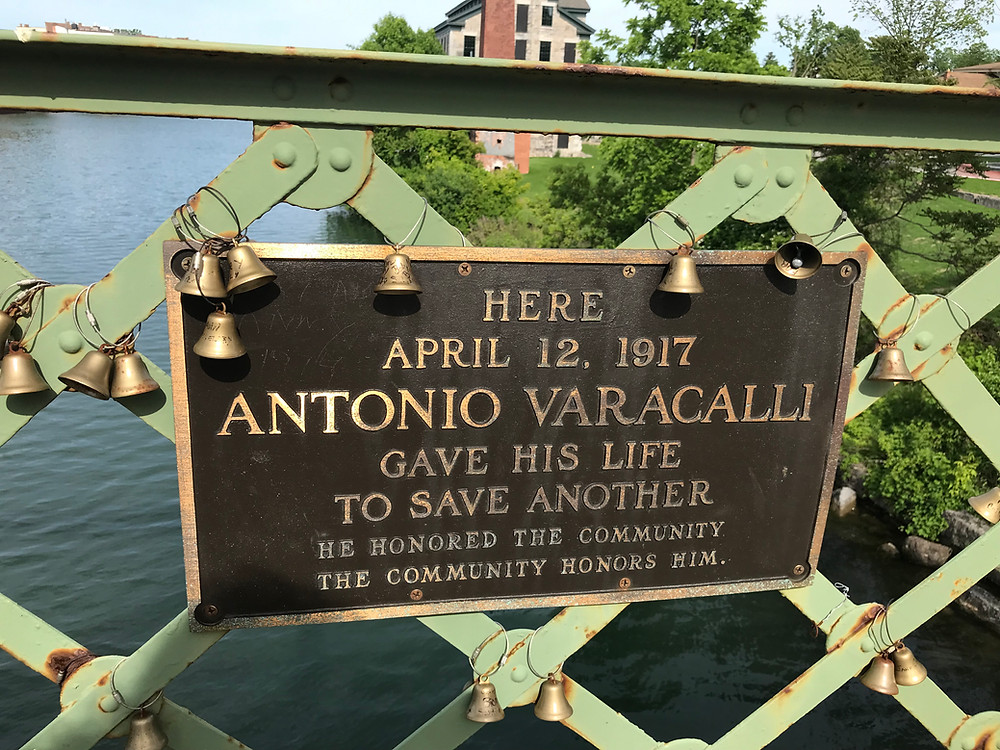 HERE
APRIL 12, 1917
ANTONIO VARACALLI
GAVE HIS LIFE
TO SAVE ANOTHER
HE HONORED THE COMMUNITY
THE COMMUNITY HONORS HIM.